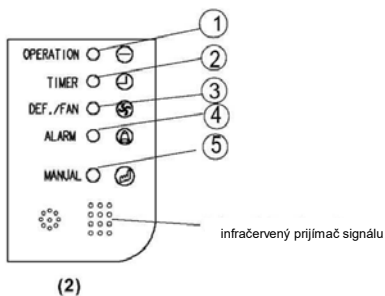 ①
OPERATION
②
TIMER
③
DEF./FAN
④
ALARM
⑤
MANUAL
infračervený prijímač signálu
(2)